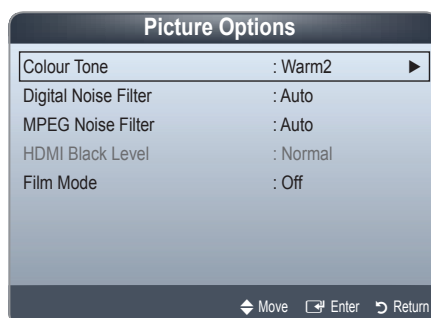 Picture Options
Colour Tone : Warm2 ►
Digital Noise Filter : Auto
MPEG Noise Filter : Auto
HDMI Black Level : Normal
Film Mode : Off
Move Enter Return